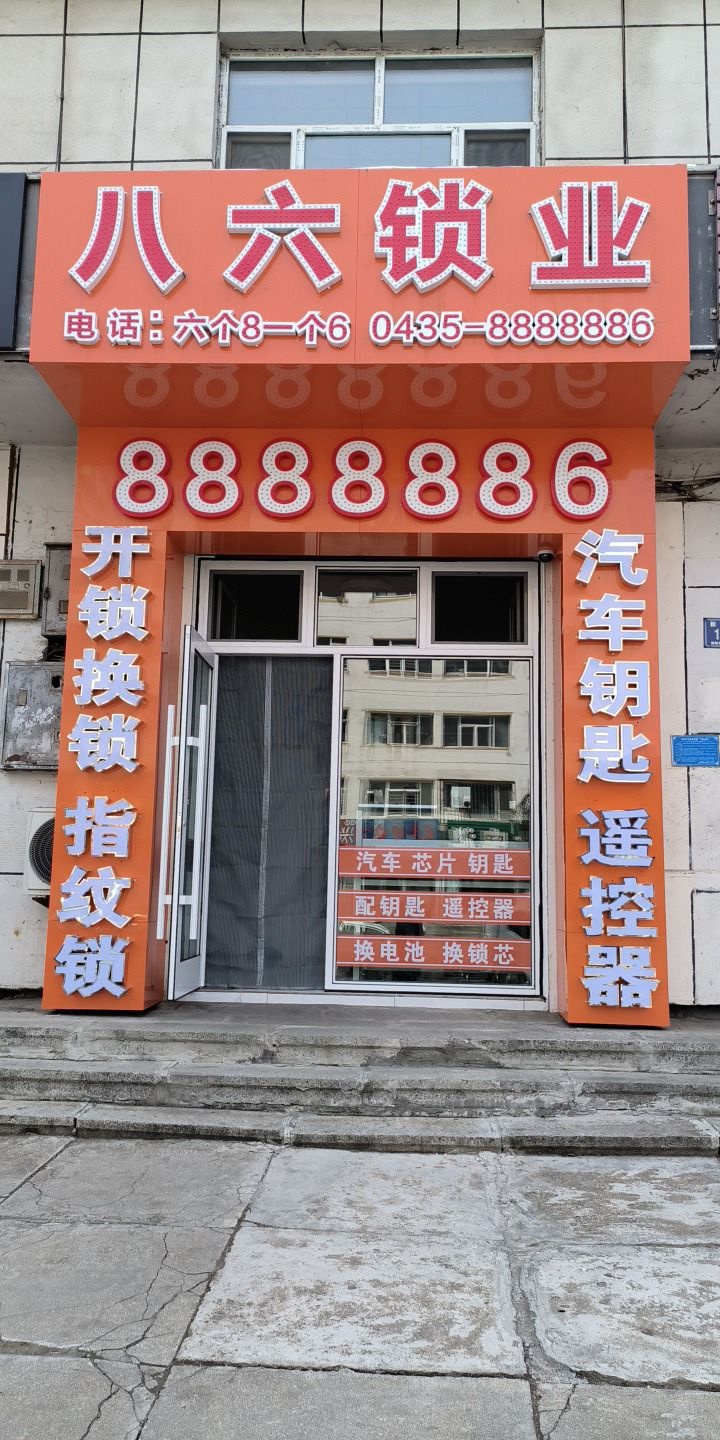 八六锁业
电话:六个8一个6 0435-8888886
8888886
开锁换锁 指纹锁
汽车钥匙 遥控器
汽车 芯片 钥匙
配钥匙 遥控器
换电池 换锁芯